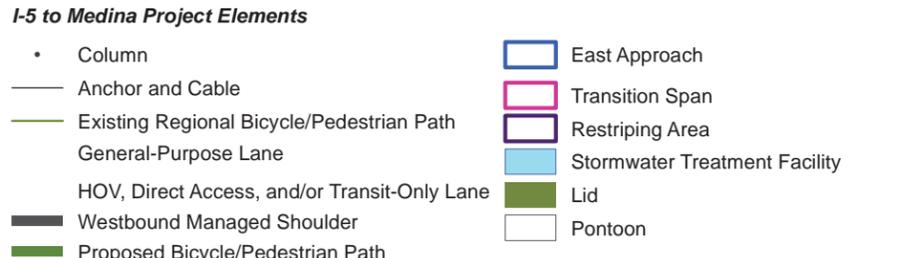 I-5 to Medina Project Elements
Column
Anchor and Cable
Existing Regional Bicycle/Pedestrian Path
General-Purpose Lane
HOV, Direct Access, and/or Transit-Only Lane
Westbound Managed Shoulder
Proposed Bicycle/Pedestrian Path
East Approach
Transition Span
Restriping Area
Stormwater Treatment Facility
Lid
Pontoon